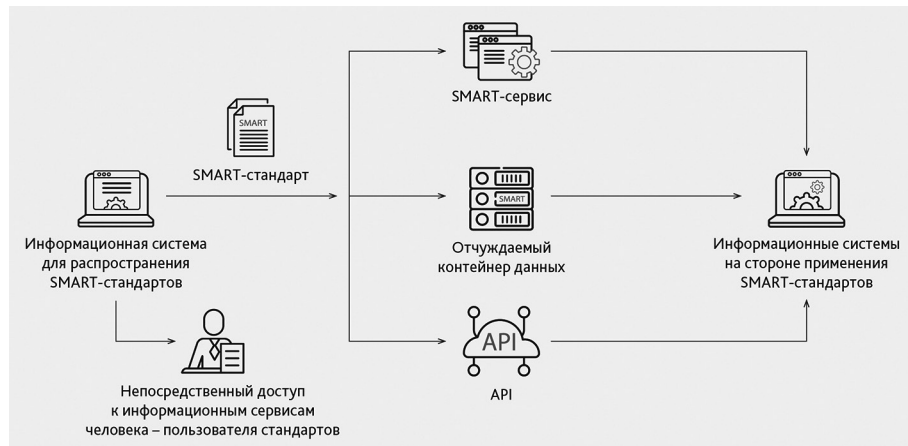 SMART-сервис
SMART
SMART-стандарт
Информационная система
для распространения
SMART-стандартов
SMART
Отчуждаемый
контейнер данных
Информационные системы
на стороне применения
SMART-стандартов
Непосредственный доступ
к информационным сервисам
человека – пользователя стандартов
API
API